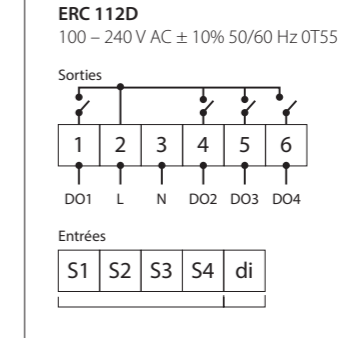 ERC 112D
100 – 240 V AC ± 10% 50/60 Hz 0T55
Sorties
1 2 3 4 5 6
DO1 L N DO2 DO3 DO4
Entrées
S1 S2 S3 S4 di